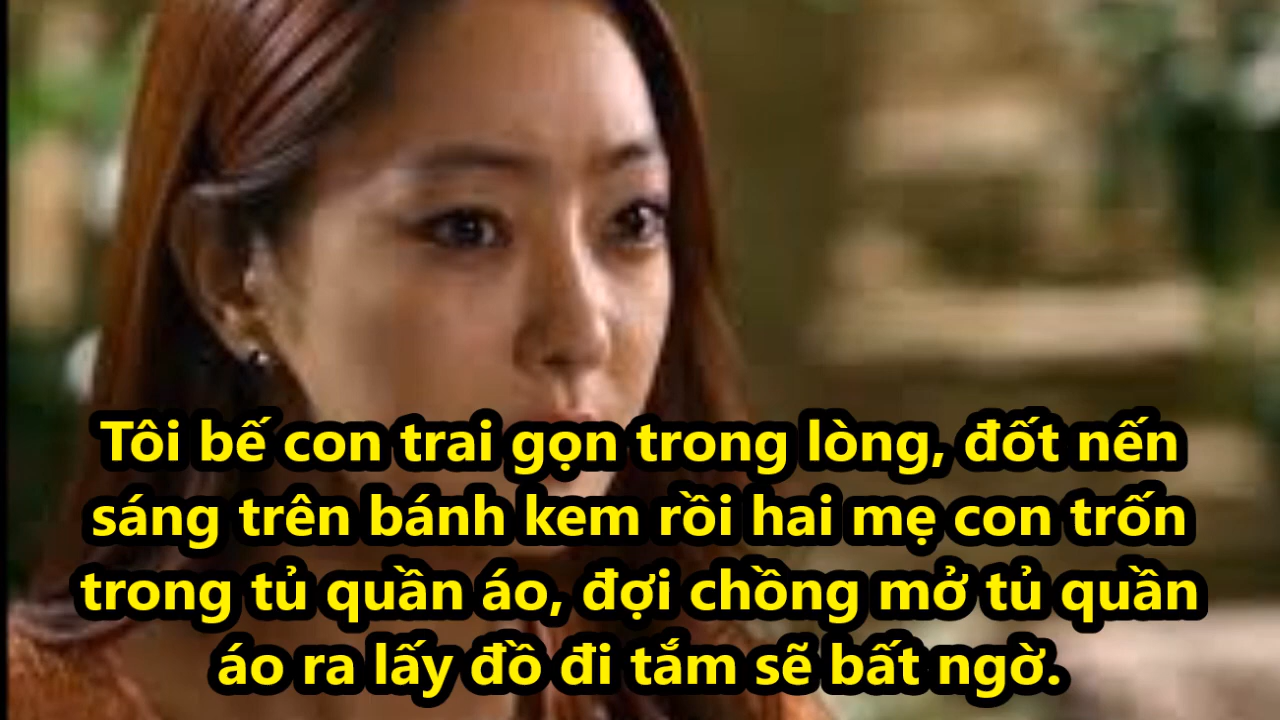 Tôi bế con trai gọn trong lòng, đốt nến
sáng trên bánh kem rồi hai mẹ con trốn
trong tủ quần áo, đợi chồng mở tủ quần
áo ra lấy đồ đi tắm sẽ bất ngờ.